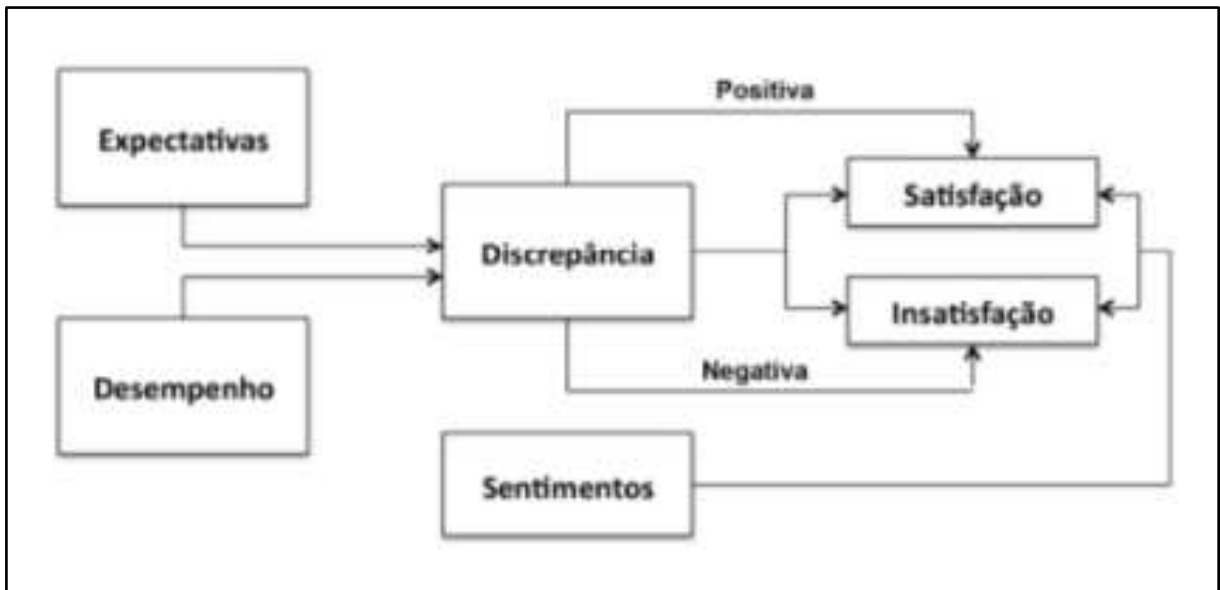 Expectativas
Desempenho
Discrepância
Positiva
Satisfação
Insatisfação
Negativa
Sentimentos